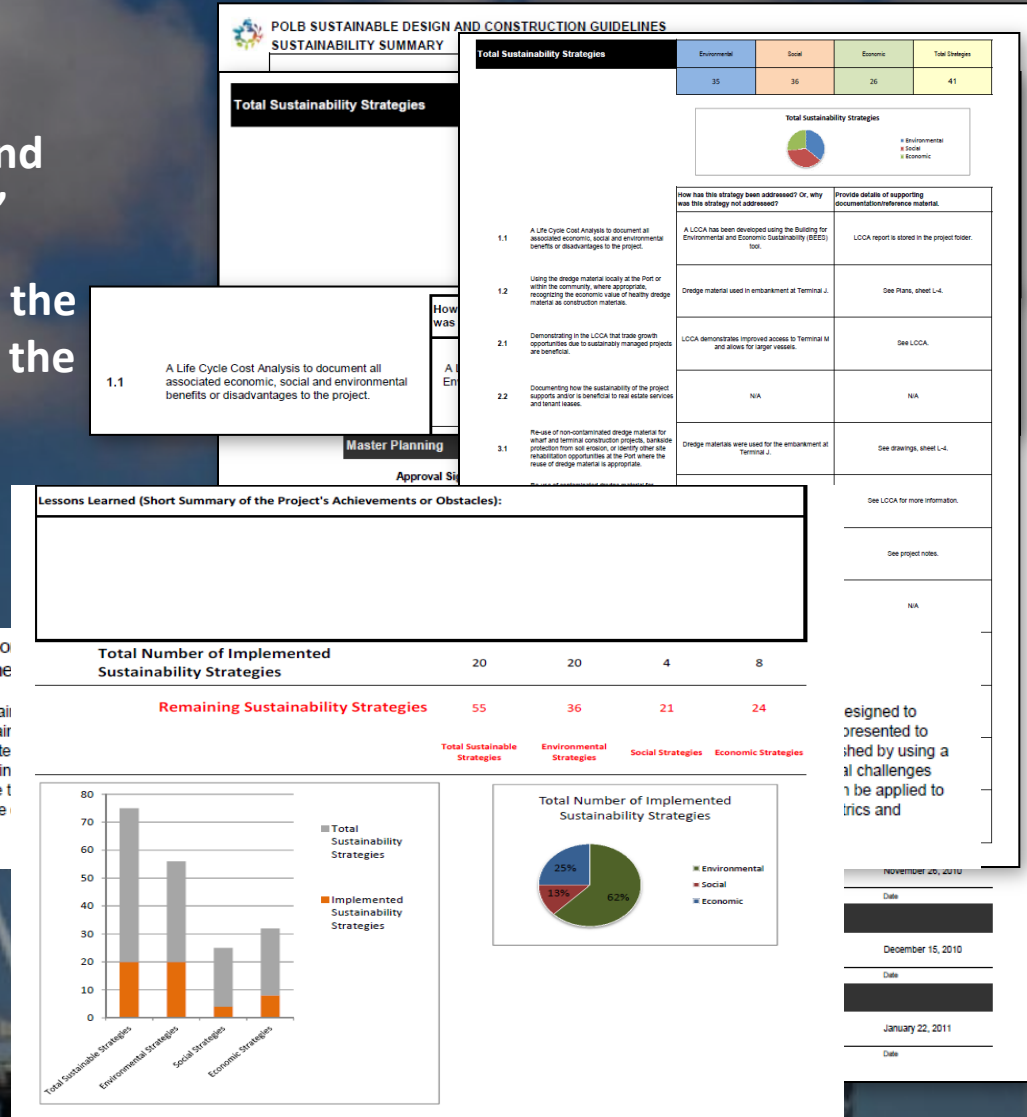 nd
the
the
POLB SUSTAINABLE DESIGN AND CONSTRUCTION GUIDELINES
SUSTAINABILITY SUMMARY
Total Sustainability Strategies
How
was
1.1
A Life Cycle Cost Analysis to document all
associated economic, social and environmental
benefits or disadvantages to the project.
Master Planning
Total Sustainability Strategies
Environmental Social Economic Total Strategies
35 36 26 41
Total Sustainability Strategies
Environmental
Social
Economic
How has this strategy been addressed? Or, why
was this strategy not addressed?
Provide details of supporting
documentation/reference material.
1.1
A Life Cycle Cost Analysis to document all
associated economic, social and environmental
benefits or disadvantages to the project.
A LCCA has been developed using the Building for
Environmental and Economic Sustainability (BEES)
tool.
LCCA report is stored in the project folder.
1.2
Using the dredge material locally at the Port or
within the community, where appropriate,
recognizing the economic value of healthy dredge
material as construction materials.
Dredge material used in embankment at Terminal J.
See Plans, sheet L-4.
2.1
Demonstrating in the LCCA that trade growth
opportunities due to sustainably managed projects
are beneficial.
LCCA demonstrates improved access to Terminal M
and allows for larger vessels.
See LCCA.
2.2
Documenting how the sustainability of the project
supports and/or is beneficial to real estate services
and tenant leases.
N/A
N/A
3.1
Re-use of non-contaminated dredge material for
wharf and terminal construction projects, bankside
protection from soil erosion, or identify other site
rehabilitation opportunities at the Port where the
reuse of dredge material is appropriate.
Dredge materials were used for the embankment at
Terminal J.
See drawings, sheet L-4.
See LCCA for more information.
See project notes.
N/A
Lessons Learned (Short Summary of the Project's Achievements or Obstacles):
Total Number of Implemented
Sustainability Strategies
20 20 4 8
Remaining Sustainability Strategies 55 36 21 24
Total Sustainable
Strategies
Environmental
Strategies
Social Strategies Economic Strategies
80
70
60
50
40
30
20
10
0
Total Sustainable Strategies
Environmental Strategies
Social Strategies
Economic Strategies
Total
Sustainability
Strategies
Implemented
Sustainability
Strategies
Total Number of Implemented
Sustainability Strategies
25%
13%
62%
Environmental
Social
Economic
esigned to
presented to
shed by using a
al challenges
n be applied to
trics and
November 26, 2010
Date
December 15, 2010
Date
January 22, 2011
Date